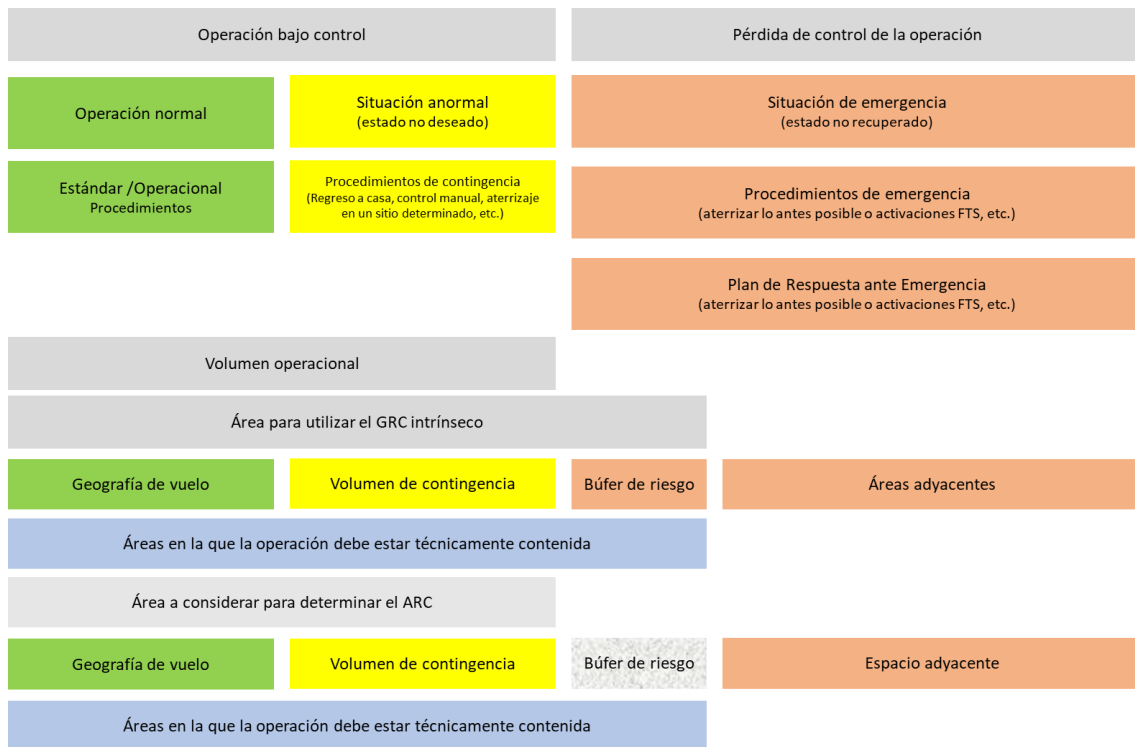 Operación bajo control
Pérdida de control de la operación
Operación normal
Situación anormal
(estado no deseado)
Situación de emergencia
(estado no recuperado)
Estándar /Operacional
Procedimientos
Procedimientos de contingencia
(Regreso a casa, control manual, aterrizaje
en un sitio determinado, etc.)
Procedimientos de emergencia
(aterrizar lo antes posible o activaciones FTS, etc.)
Plan de Respuesta ante Emergencia
(aterrizar lo antes posible o activaciones FTS, etc.)
Volumen operacional
Área para utilizar el GRC intrínseco
Geografía de vuelo
Volumen de contingencia
Búfer de riesgo
Áreas adyacentes
Áreas en la que la operación debe estar técnicamente contenida
Área a considerar para determinar el ARC
Geografía de vuelo
Volumen de contingencia
Búfer de riesgo
Espacio adyacente
Áreas en la que la operación debe estar técnicamente contenida